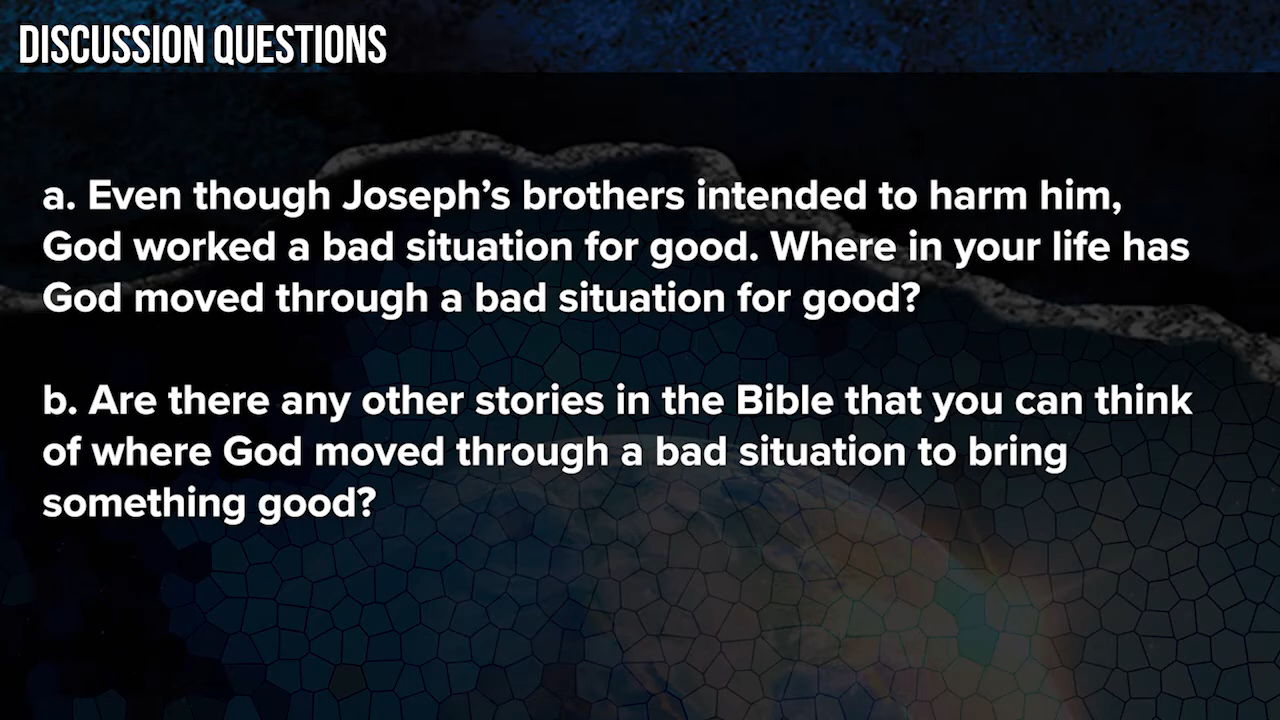 DISCUSSION QUESTIONS
a. Even though Joseph’s brothers intended to harm him,
God worked a bad situation for good. Where in your life has
God moved through a bad situation for good?
b. Are there any other stories in the Bible that you can think
of where God moved through a bad situation to bring
something good?